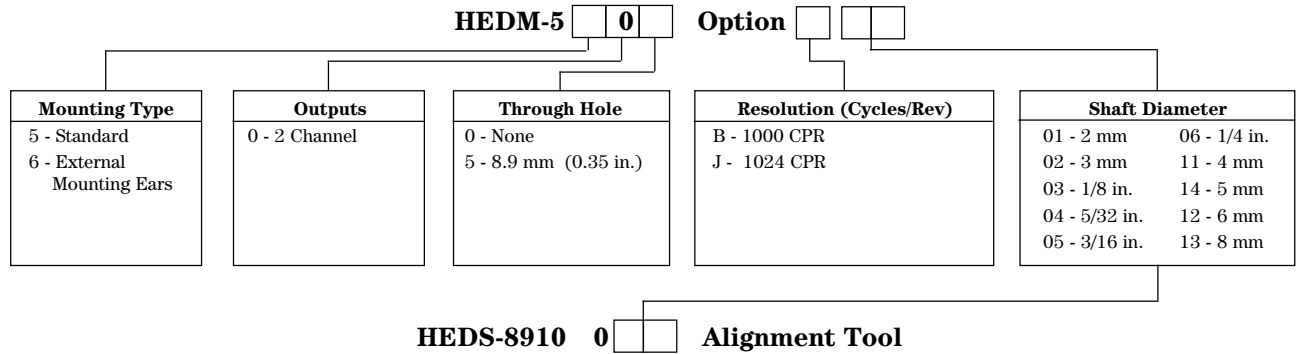 HEDM-5 0 Option
Mounting Type
5 - Standard
6 - External
Mounting Ears
Outputs
0 - 2 Channel
Through Hole
0 - None
5 - 8.9 mm (0.35 in.)
Resolution (Cycles/Rev)
B - 1000 CPR
J - 1024 CPR
Shaft Diameter
01 - 2 mm 06 - 1/4 in.
02 - 3 mm 11 - 4 mm
03 - 1/8 in. 14 - 5 mm
04 - 5/32 in. 12 - 6 mm
05 - 3/16 in. 13 - 8 mm
HEDS-8910 0 Alignment Tool